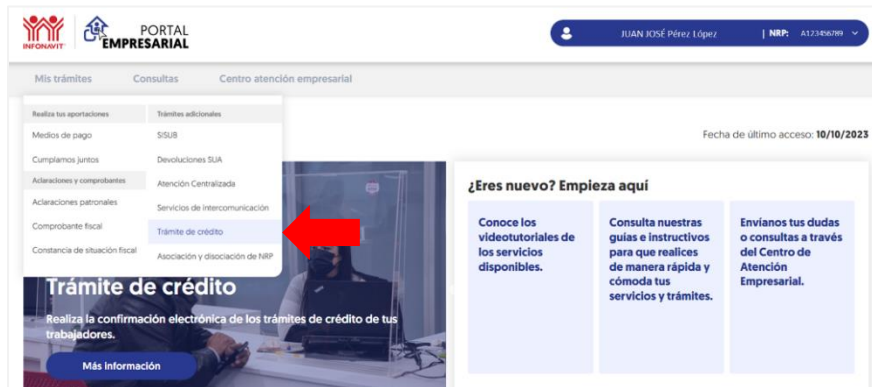 INFONAVIT
PORTAL
EMPRESARIAL
JUAN JOSÉ Pérez López | NRP: A123456789
Mis trámites Consultas Centro atención empresarial
Realiza tus aportaciones Trámites adicionales
Medios de pago SISUB
Cumplamos juntos Devoluciones SUA
Aclaraciones y comprobantes Atención Centralizada
Aclaraciones patronales Servicios de intercomunicación
Comprobante fiscal Trámite de crédito
Constancia de situación fiscal Asociación y disociación de NRP
Fecha de último acceso: 10/10/2023
Trámite de crédito
Realiza la confirmación electrónica de los trámites de crédito de tus
trabajadores.
Más información
¿Eres nuevo? Empieza aquí
Conoce los
videotutoriales de
los servicios
disponibles.
Consulta nuestras
guías e instructivos
para que realices
de manera rápida y
cómoda tus
servicios y trámites.
Envíanos tus dudas
o consultas a través
del Centro de
Atención
Empresarial.